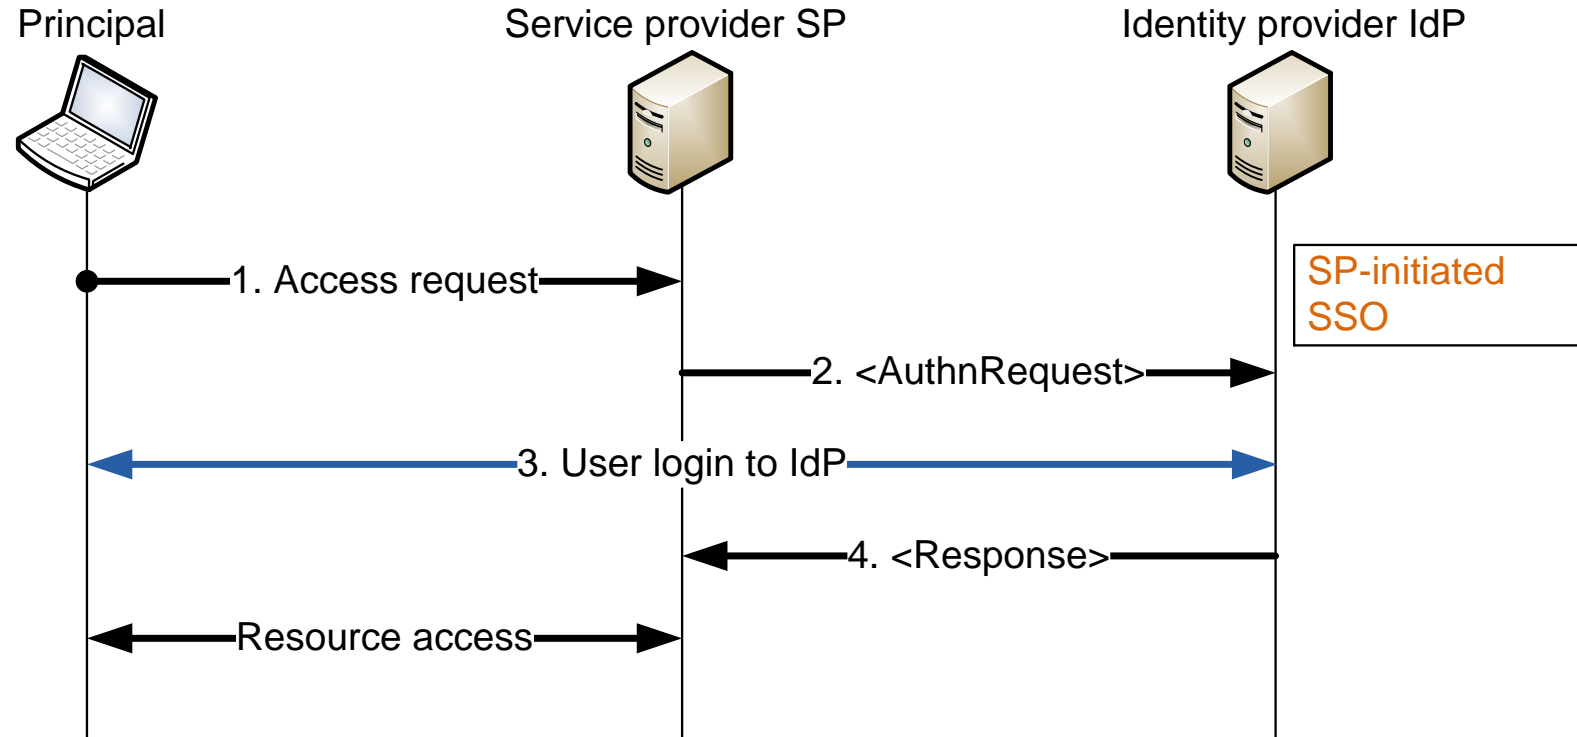 Principal
Service provider SP
Identity provider IdP
1. Access request
SP-initiated
SSO
2. <AuthnRequest>
3. User login to IdP
4. <Response>
Resource access